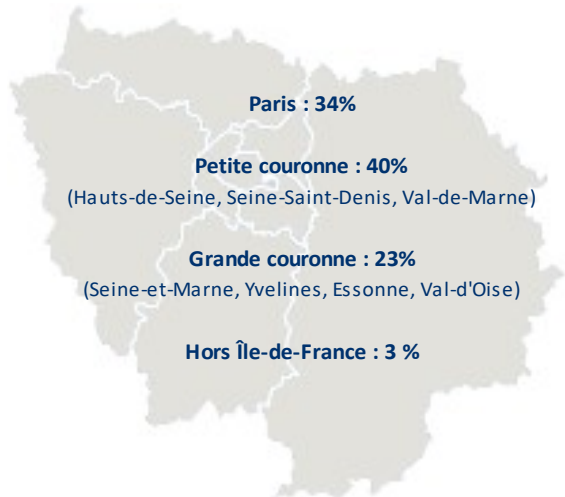 Paris : 34%
Petite couronne : 40%
(Hauts-de-Seine, Seine-Saint-Denis, Val-de-Marne)
Grande couronne : 23%
(Seine-et-Marne, Yvelines, Essonne, Val-d'Oise)
Hors Île-de-France : 3 %